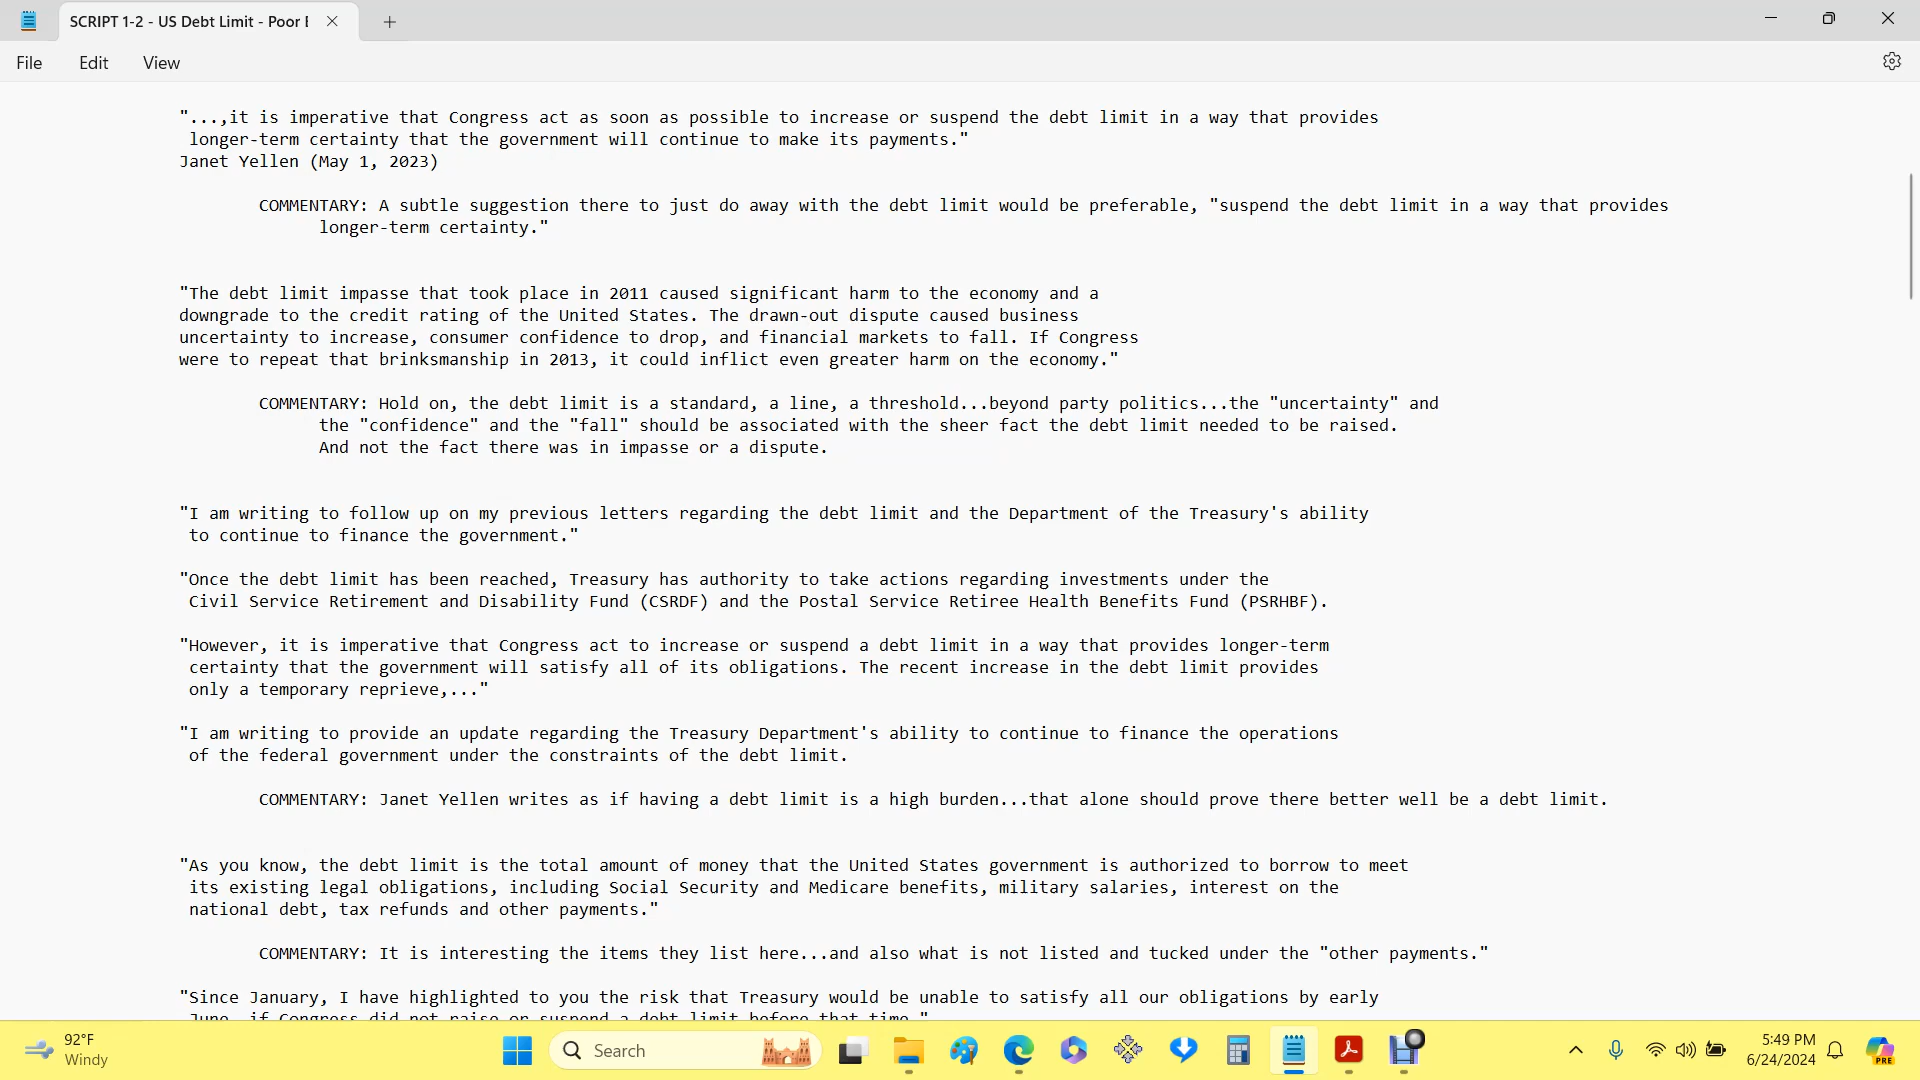 SCRIPT 1-2 - US Debt Limit - Poor
File Edit View
"...,it is imperative that Congress act as soon as possible to increase or suspend the debt limit in a way that provides
longer-term certainty that the government will continue to make its payments."
Janet Yellen (May 1, 2023)
COMMENTARY: A subtle suggestion there to just do away with the debt limit would be preferable, "suspend the debt limit in a way that provides
longer-term certainty."
"The debt limit impasse that took place in 2011 caused significant harm to the economy and a
downgrade to the credit rating of the United States. The drawn-out dispute caused business
uncertainty to increase, consumer confidence to drop, and financial markets to fall. If Congress
were to repeat that brinksmanship in 2013, it could inflict even greater harm on the economy."
COMMENTARY: Hold on, the debt limit is a standard, a line, a threshold...beyond party politics...the "uncertainty" and
the "confidence" and the "fall" should be associated with the sheer fact the debt limit needed to be raised.
And not the fact there was in impasse or a dispute.
"I am writing to follow up on my previous letters regarding the debt limit and the Department of the Treasury's ability
to continue to finance the government."
"Once the debt limit has been reached, Treasury has authority to take actions regarding investments under the
Civil Service Retirement and Disability Fund (CSRDF) and the Postal Service Retiree Health Benefits Fund (PSRHBF).
"However, it is imperative that Congress act to increase or suspend a debt limit in a way that provides longer-term
certainty that the government will satisfy all of its obligations. The recent increase in the debt limit provides
only a temporary reprieve,..."
"I am writing to provide an update regarding the Treasury Department's ability to continue to finance the operations
of the federal government under the constraints of the debt limit.
COMMENTARY: Janet Yellen writes as if having a debt limit is a high burden...that alone should prove there better well be a debt limit.
"As you know, the debt limit is the total amount of money that the United States government is authorized to borrow to meet
its existing legal obligations, including Social Security and Medicare benefits, military salaries, interest on the
national debt, tax refunds and other payments."
COMMENTARY: It is interesting the items they list here...and also what is not listed and tucked under the "other payments."
"Since January, I have highlighted to you the risk that Treasury would be unable to satisfy all our obligations by early
June, if Congress did not raise or suspend a debt limit before that time."
92°F
Windy
Search
5:49 PM
6/24/2024
PRE